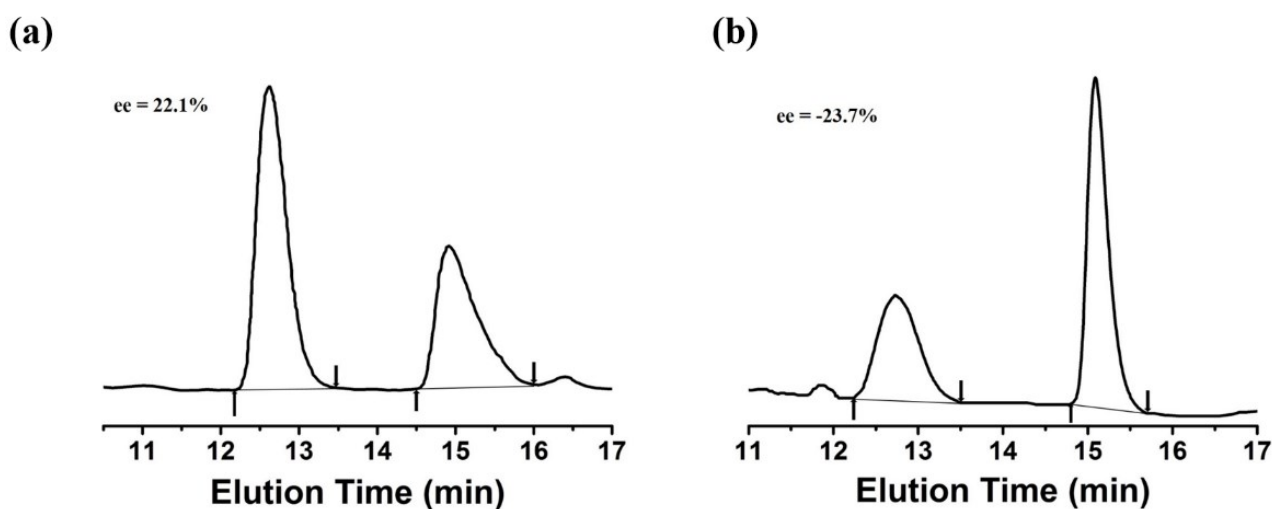 (a)
(b)
ee = 22.1%
ee = -23.7%
11 12 13 14 15 16 17
Elution Time (min)
11 12 13 14 15 16 17
Elution Time (min)